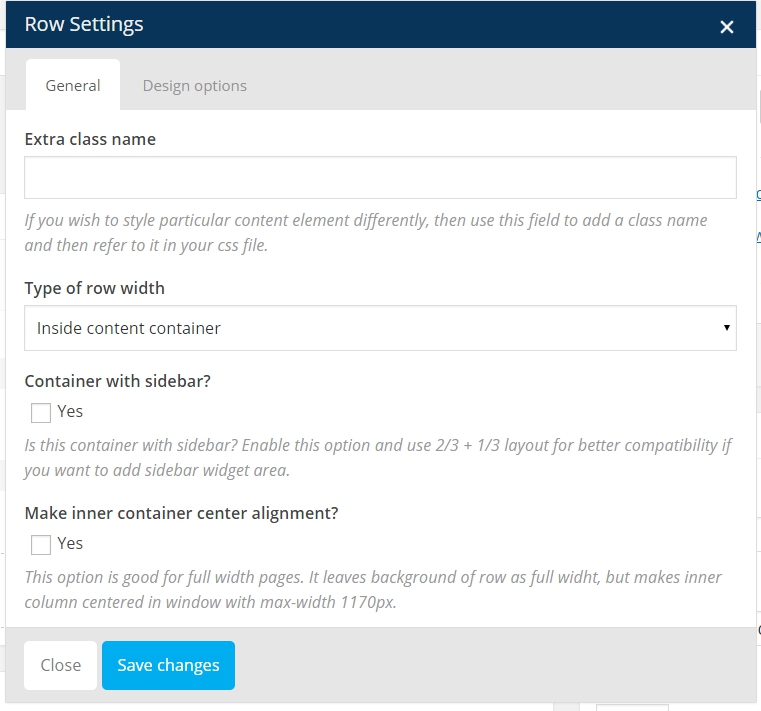 Row Settings
General
Design options
Extra class name
If you wish to style particular content element differently, then use this field to add a class name
and then refer to it in your css file.
Type of row width
Inside content container
Container with sidebar?
Yes
Is this container with sidebar? Enable this option and use 2/3 + 1/3 layout for better compatibility if
you want to add sidebar widget area.
Make inner container center alignment?
Yes
This option is good for full width pages. It leaves background of row as full widht, but makes inner
column centered in window with max-width 1170px.
Close
Save changes